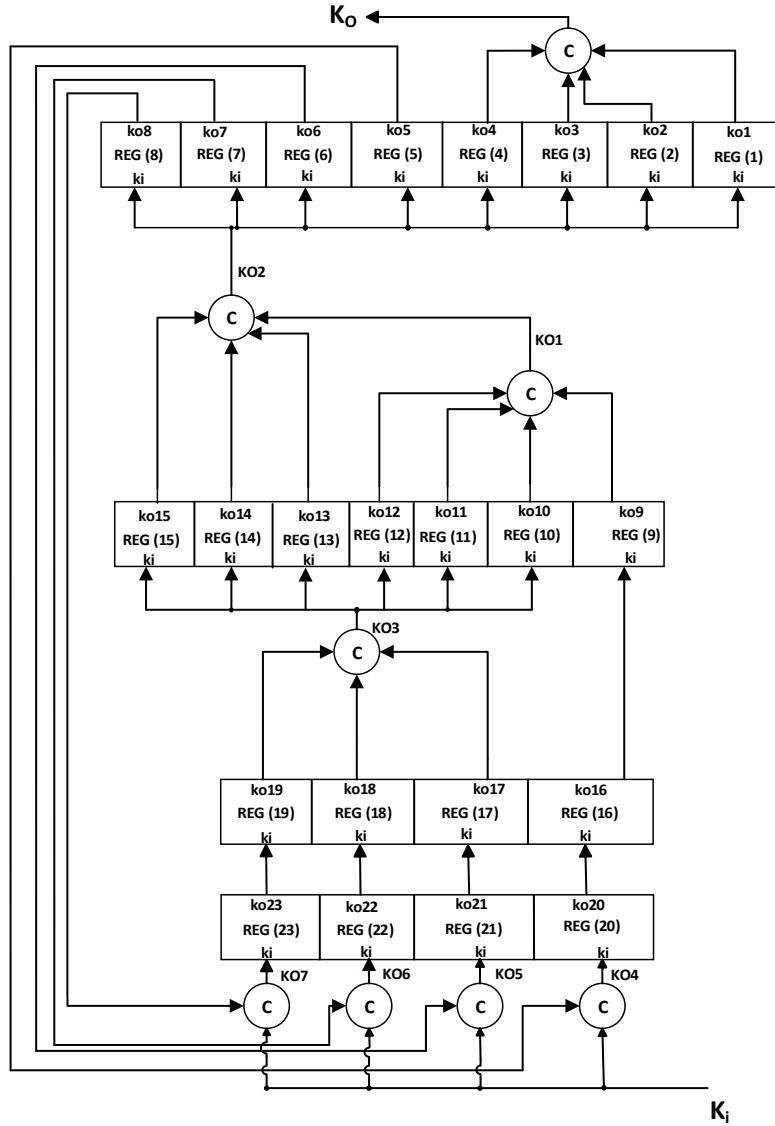 Ko
C
ko8 ko7 ko6 ko5 ko4 ko3 ko2 ko1
REG (8) REG (7) REG (6) REG (5) REG (4) REG (3) REG (2) REG (1)
ki ki ki ki ki ki ki ki
KO2
C
KO1
C
ko15 ko14 ko13 ko12 ko11 ko10 ko9
REG (15) REG (14) REG (13) REG (12) REG (11) REG (10) REG (9)
ki ki ki ki ki ki ki
KO3
C
ko19 ko18 ko17 ko16
REG (19) REG (18) REG (17) REG (16)
ki ki ki ki
ko23 ko22 ko21 ko20
REG (23) REG (22) REG (21) REG (20)
ki ki ki ki
KO7 KO6 KO5 KO4
C C C C
Ki